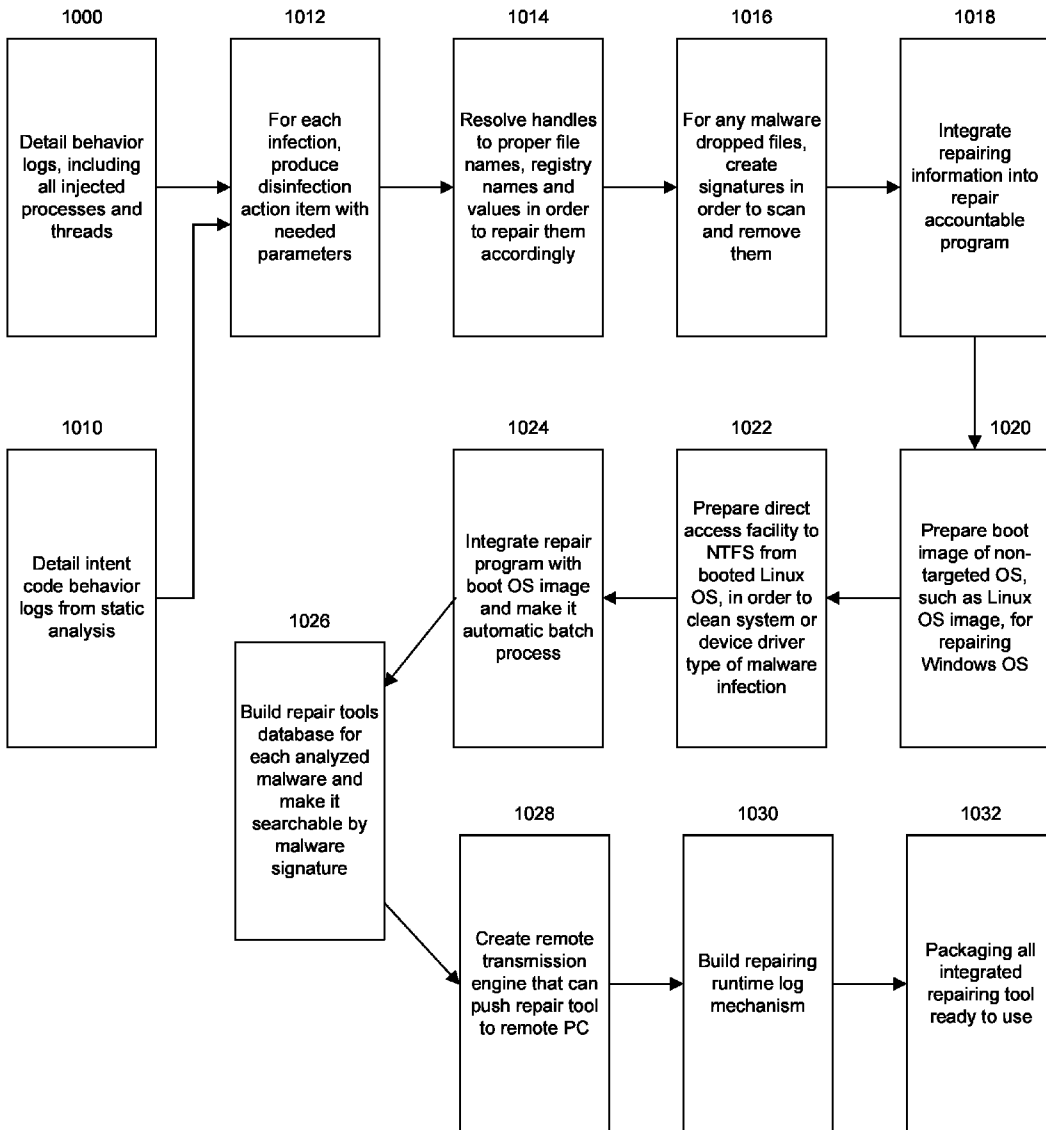 1000
Detail behavior
logs, including
all injected
processes and
threads
1012
For each
infection,
produce
disinfection
action item with
needed
parameters
1014
Resolve handles
to proper file
names, registry
names and
values in order
to repair them
accordingly
1016
For any malware
dropped files,
create
signatures in
order to scan
and remove
them
1018
Integrate
repairing
information into
repair
accountable
program
1010
Detail intent
code behavior
logs from static
analysis
1020
Prepare boot
image of non-
targeted OS,
such as Linux
OS image, for
repairing
Windows OS
1022
Prepare direct
access facility to
NTFS from
booted Linux
OS, in order to
clean system or
device driver
type of malware
infection
1024
Integrate repair
program with
boot OS image
and make it
automatic batch
process
1026
Build repair tools
database for
each analyzed
malware and
make it
searchable by
malware
signature
1028
Create remote
transmission
engine that can
push repair tool
to remote PC
1030
Build repairing
runtime log
mechanism
1032
Packaging all
integrated
repairing tool
ready to use